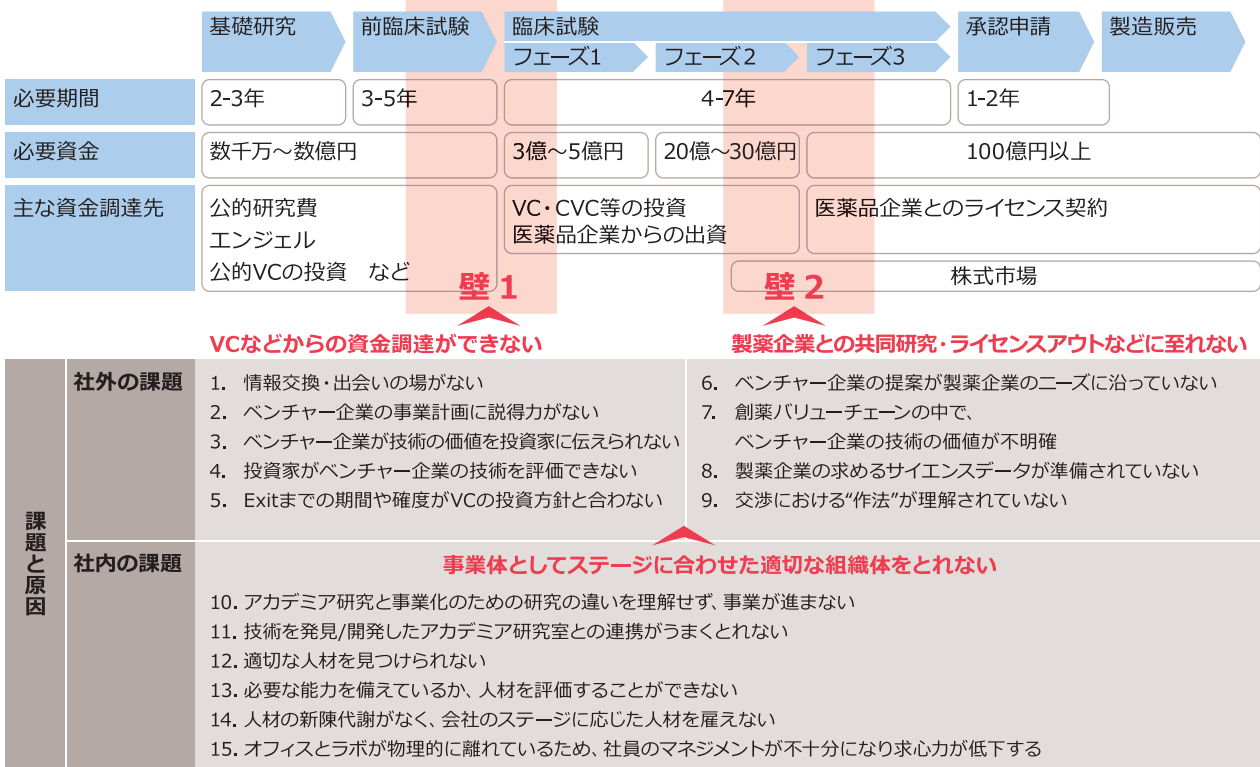 基礎研究
前臨床試験
臨床試験
承認申請
製造販売
フェーズ1
フェーズ2
フェーズ3
必要期間
2-3年
3-5年
4-7年
1-2年
必要資金
数千万～数億円
3億～5億円
20億～30億円
100億円以上
主な資金調達先
公的研究費
エンジェル
公的VCの投資　など
VC・CVC等の投資
医薬品企業からの出資
医薬品企業とのライセンス契約
株式市場
壁1
壁2
VCなどからの資金調達ができない
製薬企業との共同研究・ライセンスアウトなどに至れない
課題と原因
社外の課題
1. 情報交換・出会いの場がない
2. ベンチャー企業の事業計画に説得力がない
3. ベンチャー企業が技術の価値を投資家に伝えられない
4. 投資家がベンチャー企業の技術を評価できない
5. Exitまでの期間や確度がVCの投資方針と合わない
6. ベンチャー企業の提案が製薬企業のニーズに沿っていない
7. 創薬バリューチェーンの中で、
ベンチャー企業の技術の価値が不明確
8. 製薬企業の求めるサイエンスデータが準備されていない
9. 交渉における“作法”が理解されていない
社内の課題
事業体としてステージに合わせた適切な組織体をとれない
10. アカデミア研究と事業化のための研究の違いを理解せず、事業が進まない
11. 技術を発見/開発したアカデミア研究室との連携がうまくとれない
12. 適切な人材を見つけられない
13. 必要な能力を備えているか、人材を評価することができない
14. 人材の新陳代謝がなく、会社のステージに応じた人材を雇えない
15. オフィスとラボが物理的に離れているため、社員のマネジメントが不十分になり求心力が低下する